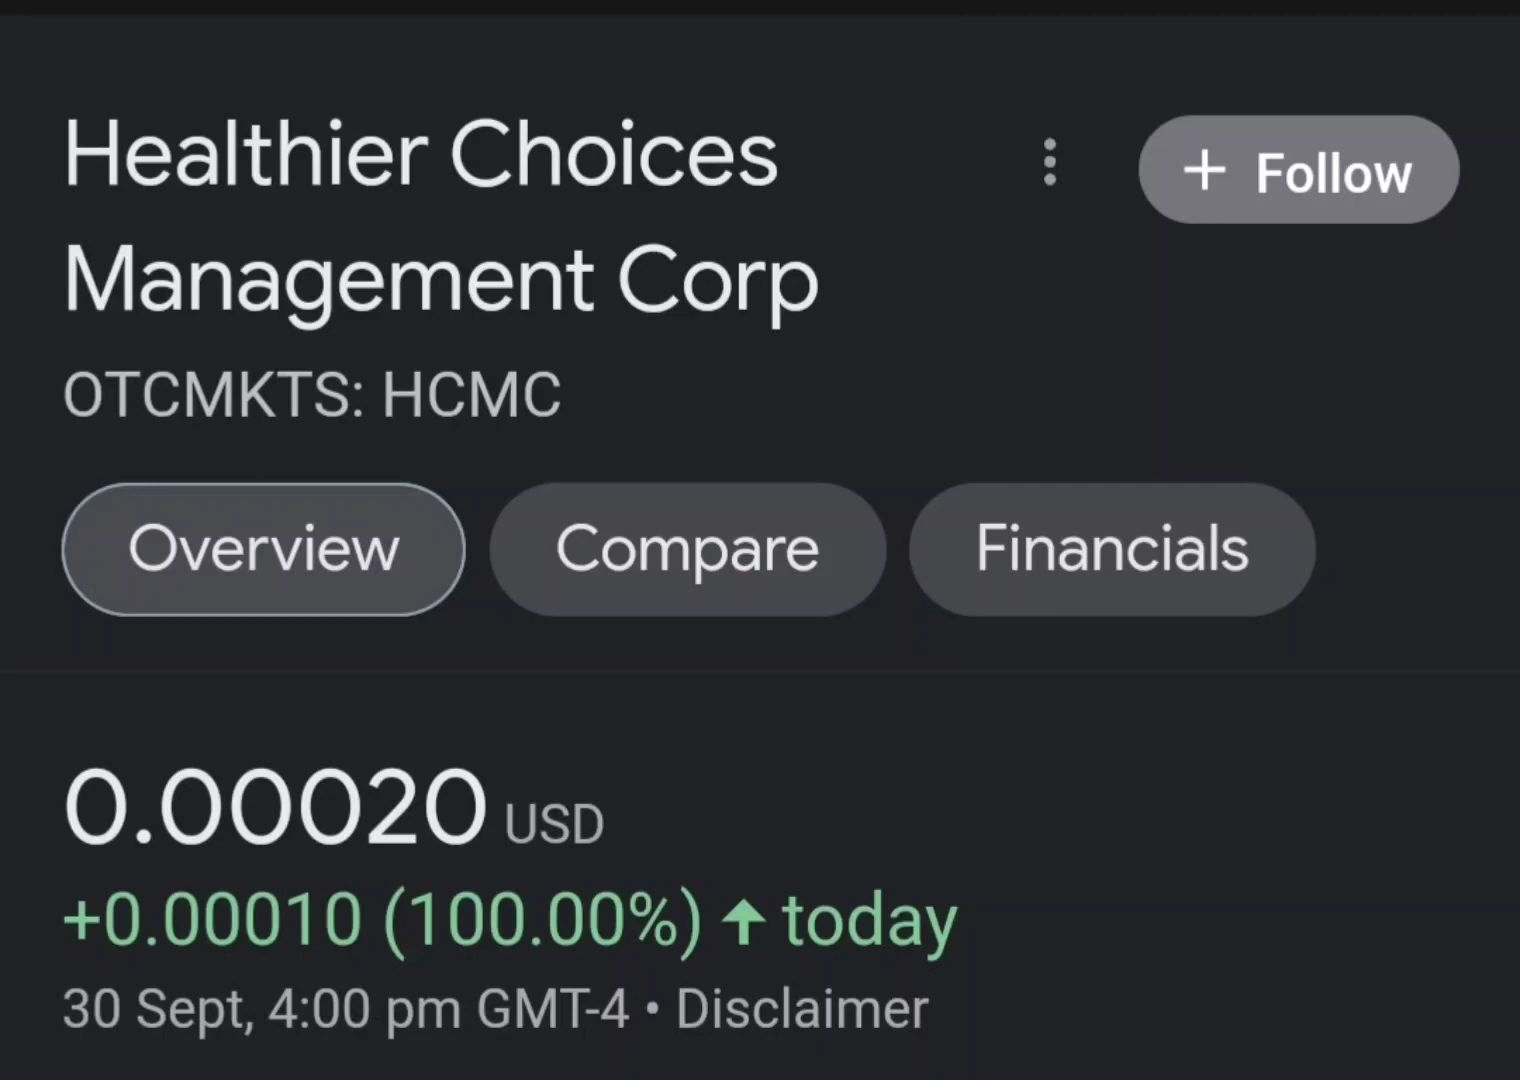 Healthier Choices
Management Corp
+ Follow
OTCMKTS: HCMC
Overview Compare Financials
0.00020 USD
+0.00010 (100.00%) ↑ today
30 Sept, 4:00 pm GMT-4 • Disclaimer